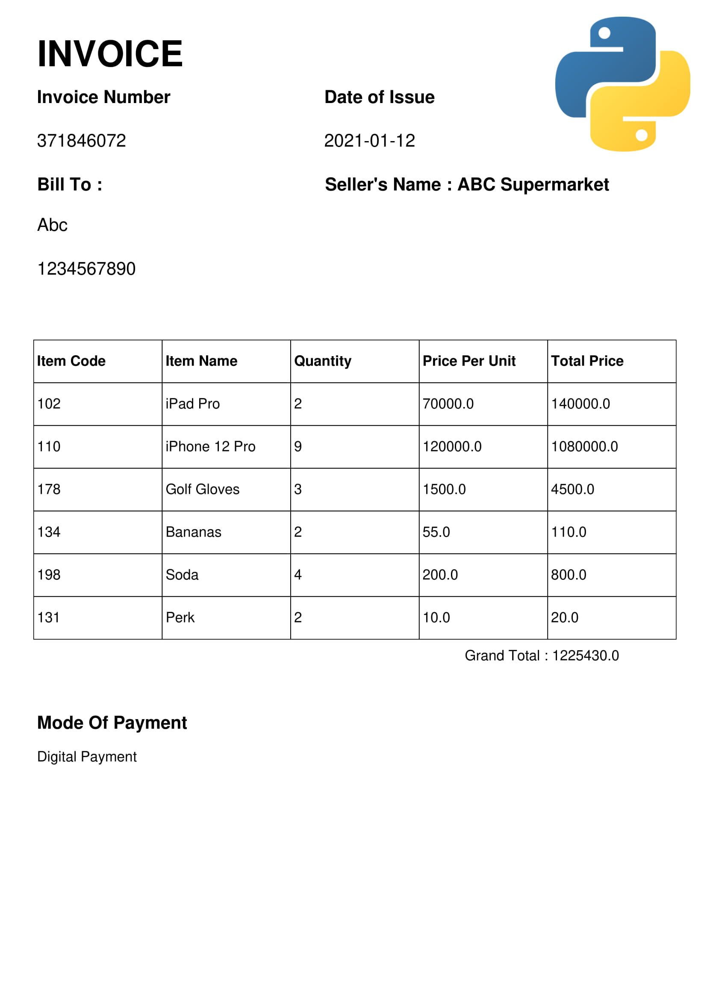 INVOICE
Invoice Number Date of Issue
371846072 2021-01-12
Bill To : Seller's Name : ABC Supermarket
Abc
1234567890
Item Code Item Name Quantity Price Per Unit Total Price
102 iPad Pro 2 70000.0 140000.0
110 iPhone 12 Pro 9 120000.0 1080000.0
178 Golf Gloves 3 1500.0 4500.0
134 Bananas 2 55.0 110.0
198 Soda 4 200.0 800.0
131 Perk 2 10.0 20.0
Grand Total : 1225430.0
Mode Of Payment
Digital Payment